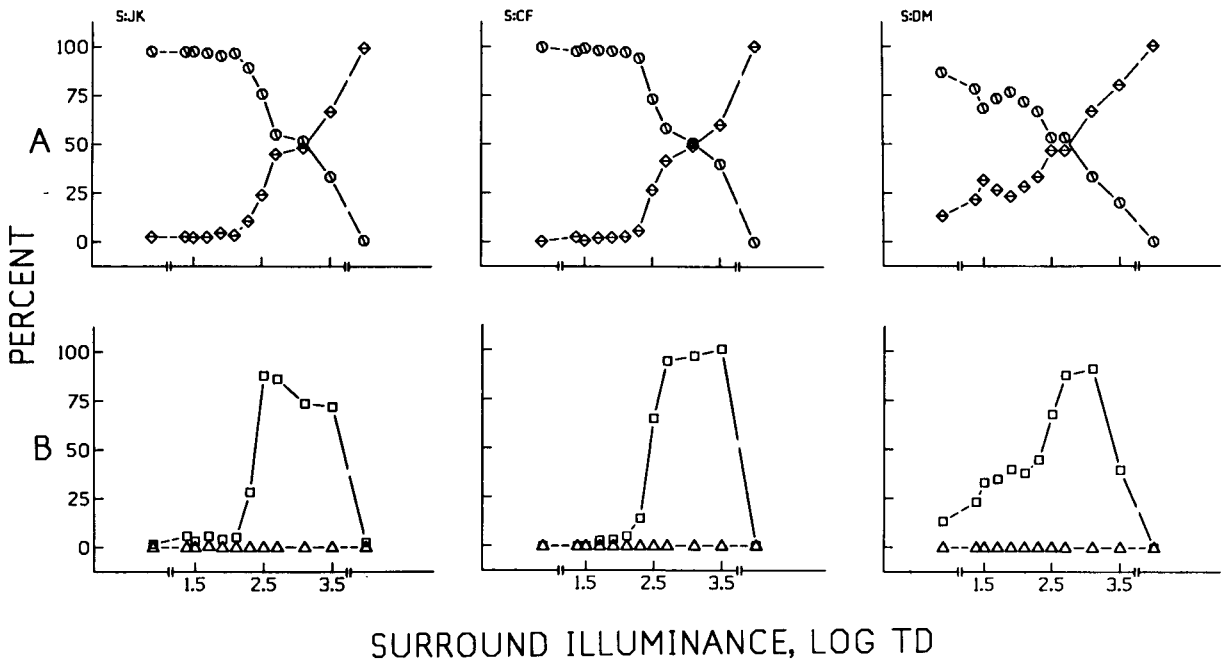 S:JK S:CF S:DM
100
75
A 50
25
0
PERCENT
100
75
B 50
25
0
1.5 2.5 3.5 1.5 2.5 3.5 1.5 2.5 3.5
SURROUND ILLUMINANCE, LOG TD